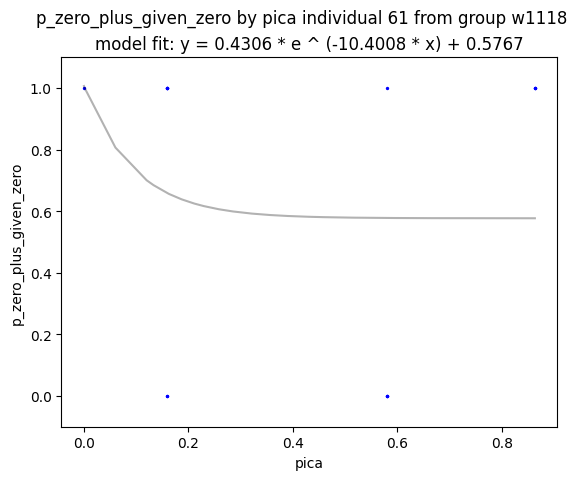 p_zero_plus_given_zero by pica individual 61 from group w1118
model fit: y = 0.4306 * e ^ (-10.4008 * x) + 0.5767
p_zero_plus_given_zero
1.0
0.8
0.6
0.4
0.2
0.0
0.0 0.2 0.4 0.6 0.8
pica